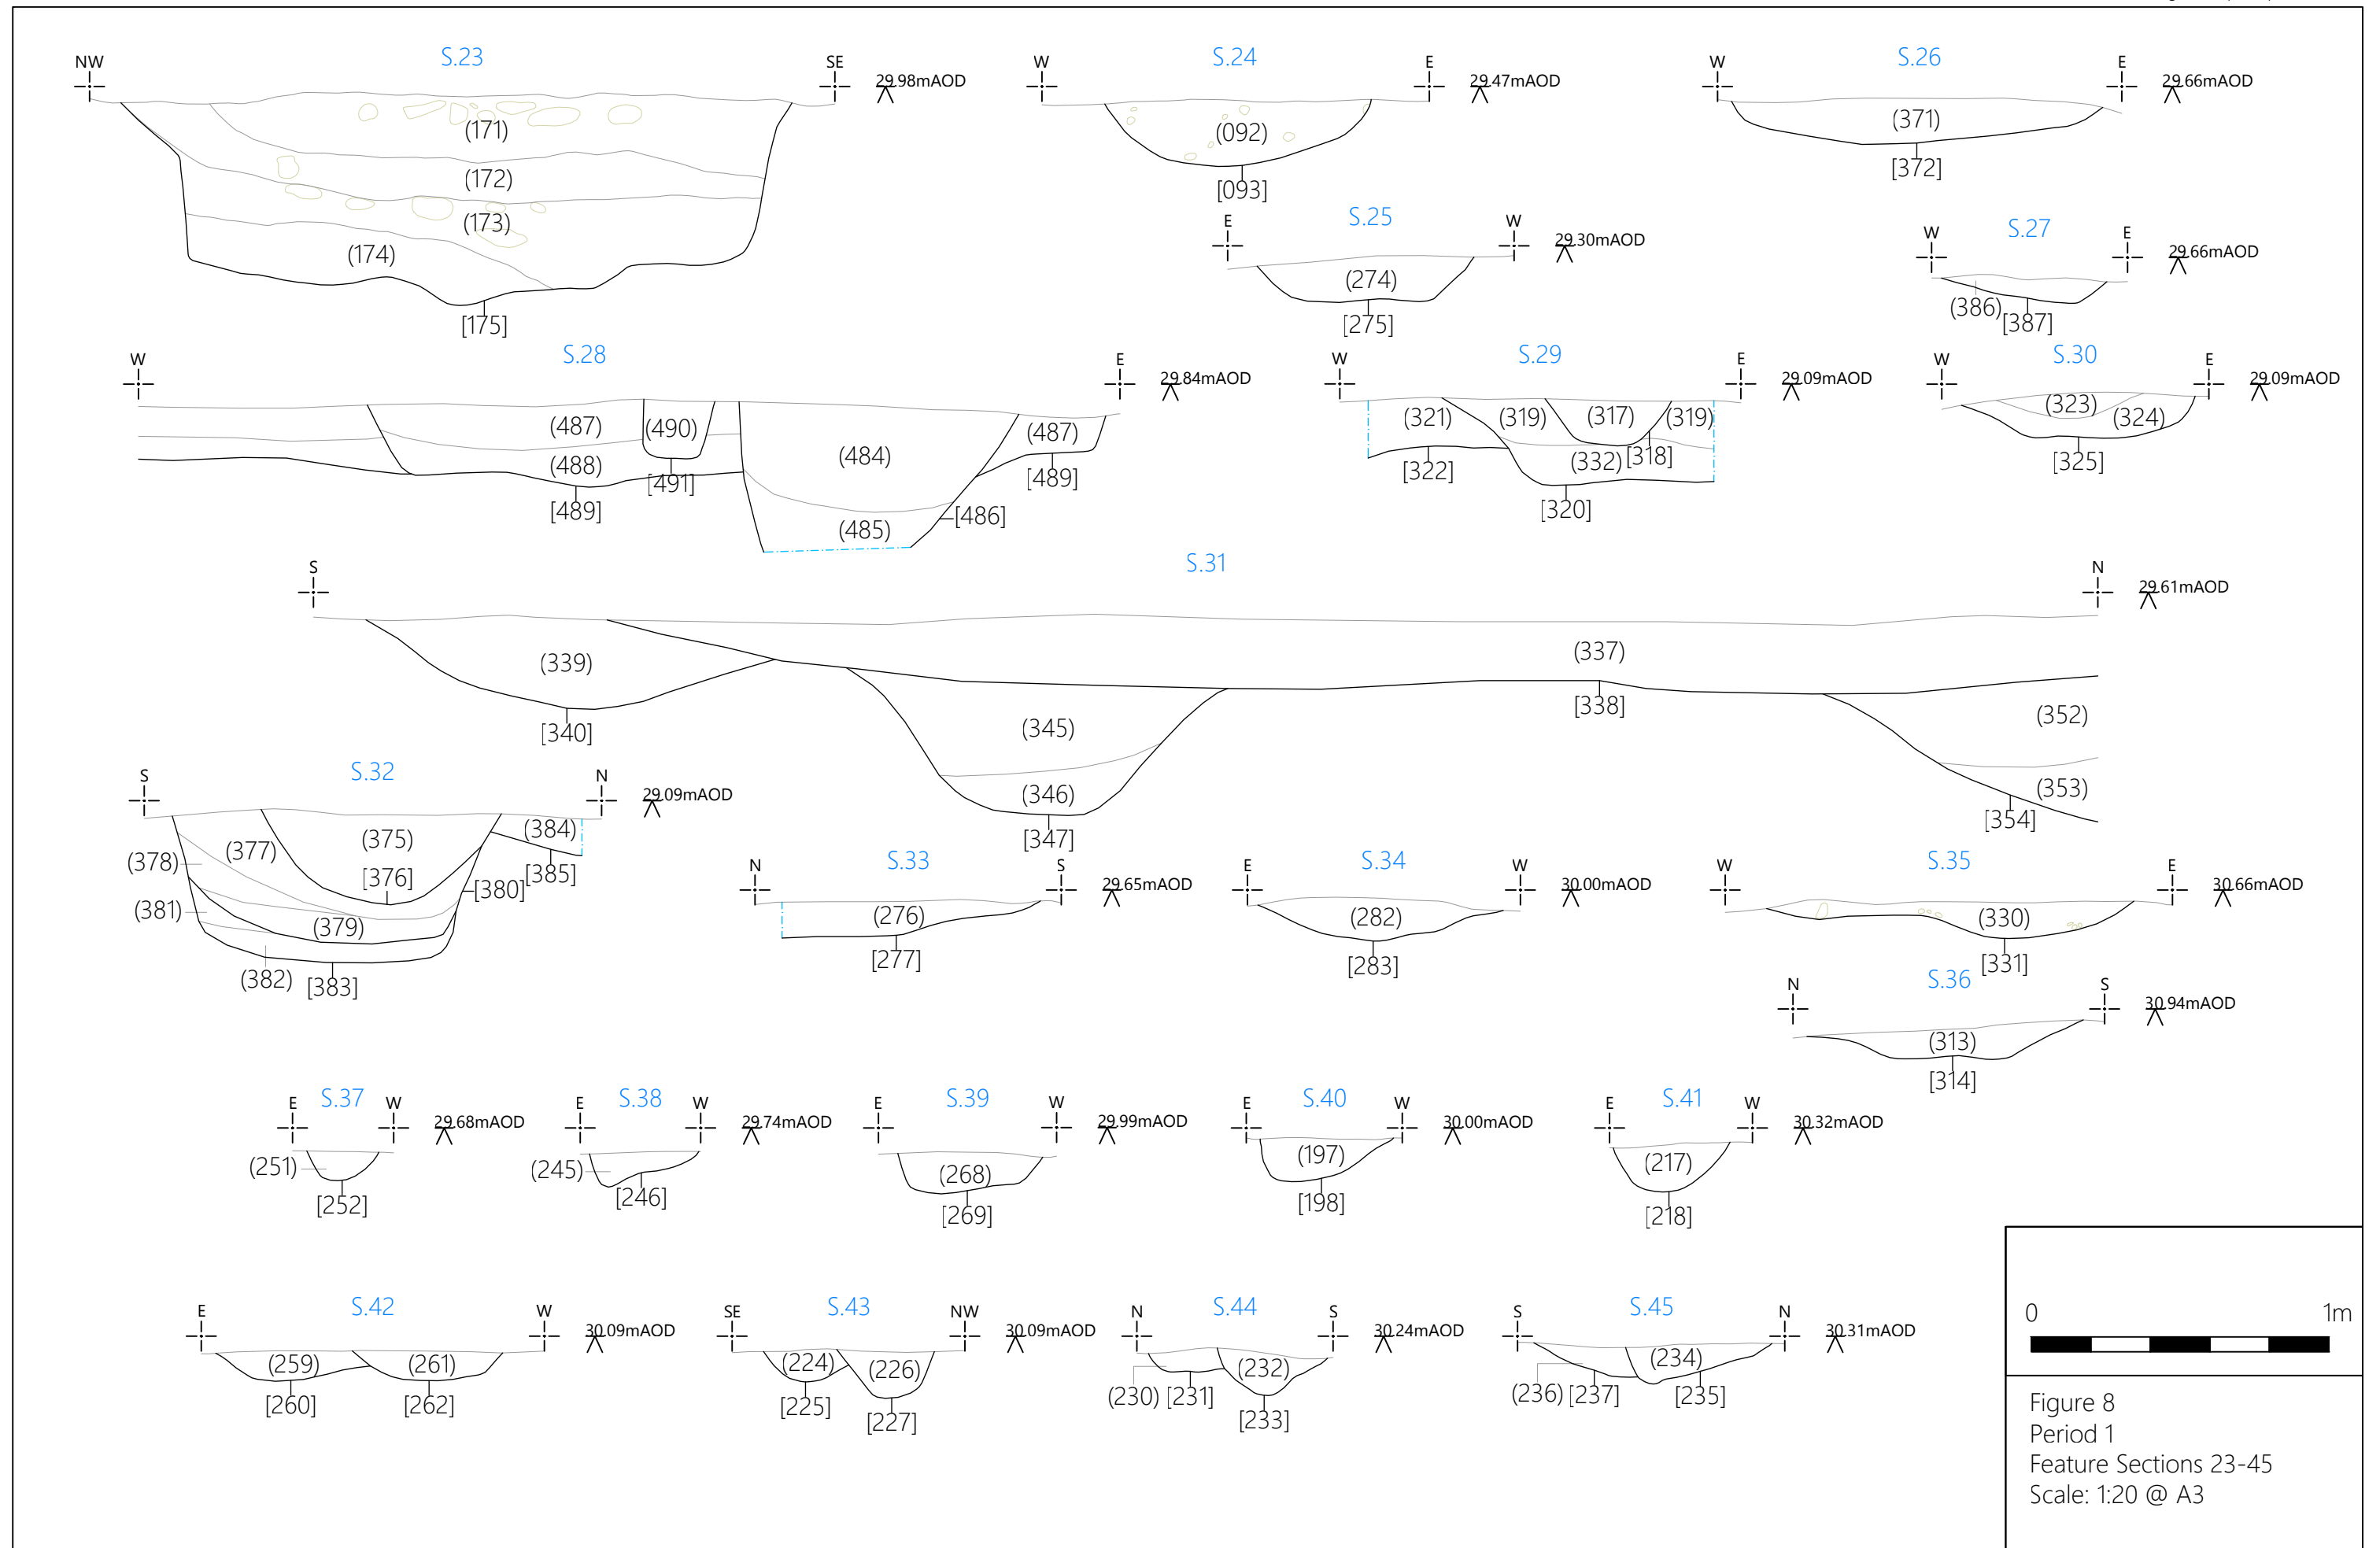 S.23
NW
SE
29.98mAOD
(171)
(172)
(173)
(174)
[175]
S.24
W
E
29.47mAOD
(092)
[093]
S.26
W
E
29.66mAOD
(371)
[372]
S.25
E
W
29.30mAOD
(274)
[275]
S.27
W
E
29.66mAOD
(386)
[387]
S.28
W
E
29.84mAOD
(487)
(490)
(487)
(484)
(488)
[491]
[489]
[489]
(485)
[486]
S.29
W
E
29.09mAOD
(321)
(319)
(317)
(319)
[322]
(332)
[318]
[320]
S.30
W
E
29.09mAOD
(323)
(324)
[325]
S.31
S
N
29.61mAOD
(339)
(337)
[340]
[338]
(345)
(352)
(346)
(353)
[347]
[354]
S.32
S
N
29.09mAOD
(384)
(375)
(377)
(378)
[376]
[385]
[380]
(381)
(379)
(382)
[383]
S.33
N
S
29.65mAOD
(276)
[277]
S.34
E
W
30.00mAOD
(282)
[283]
S.35
W
E
30.66mAOD
(330)
[331]
S.36
N
S
30.94mAOD
(313)
[314]
S.37
E
W
29.68mAOD
(251)
[252]
S.38
E
W
29.74mAOD
(245)
[246]
S.39
E
W
29.99mAOD
(268)
[269]
S.40
E
W
30.00mAOD
(197)
[198]
S.41
E
W
30.32mAOD
(217)
[218]
S.42
E
W
30.09mAOD
(259)
(261)
[260]
[262]
S.43
SE
NW
30.09mAOD
(224)
(226)
[225]
[227]
S.44
N
S
30.24mAOD
(232)
(230)
[231]
[233]
S.45
S
N
30.31mAOD
(234)
(236)
[237]
[235]
0
1m
Figure 8
Period 1
Feature Sections 23-45
Scale: 1:20 @ A3